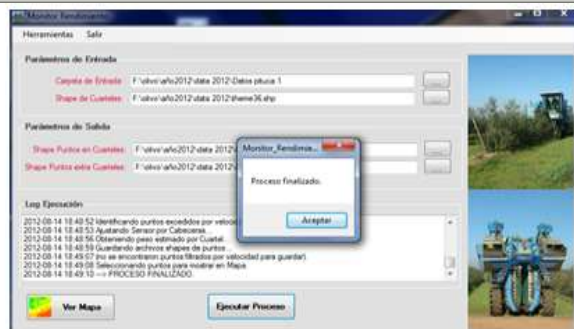 Monitor Rendimiento
Herramientas Salir
Parámetros de Entrada
Carpeta de Entrada F:\olivo\año2012\data 2012\Datos pituca 1
Shape de Cuarteles F:\olivo\año2012\data 2012\theme36.shp
Parámetros de Salida
Shape Puntos en Cuarteles F:\olivo\año2012\data 2012\
Shape Puntos extra Cuarteles F:\olivo\año2012\data 2012\
Monitor_Rendimie...
Proceso finalizado.
Aceptar
Log Ejecución
2012-08-14 18:48:52 Identificando puntos excedidos por veloci
2012-08-14 18:48:53 Ajustando Sensor por Cabeceras
2012-08-14 18:48:56 Obteniendo peso estimado por Cuartel.
2012-08-14 18:48:59 Guardando archivos shapes de puntos...
2012-08-14 18:49:07 (no se encontraron puntos filtrados por velocidad para guardar).
2012-08-14 18:49:08 Seleccionando puntos para mostrar en Mapa.
2012-08-14 18:49:10 --> PROCESO FINALIZADO.
Ver Mapa
Ejecutar Proceso